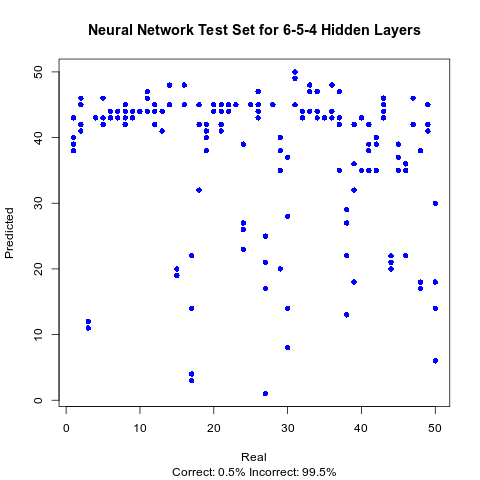 Neural Network Test Set for 6-5-4 Hidden Layers
Predicted
50
40
30
20
10
0
0 10 20 30 40 50
Real
Correct: 0.5% Incorrect: 99.5%